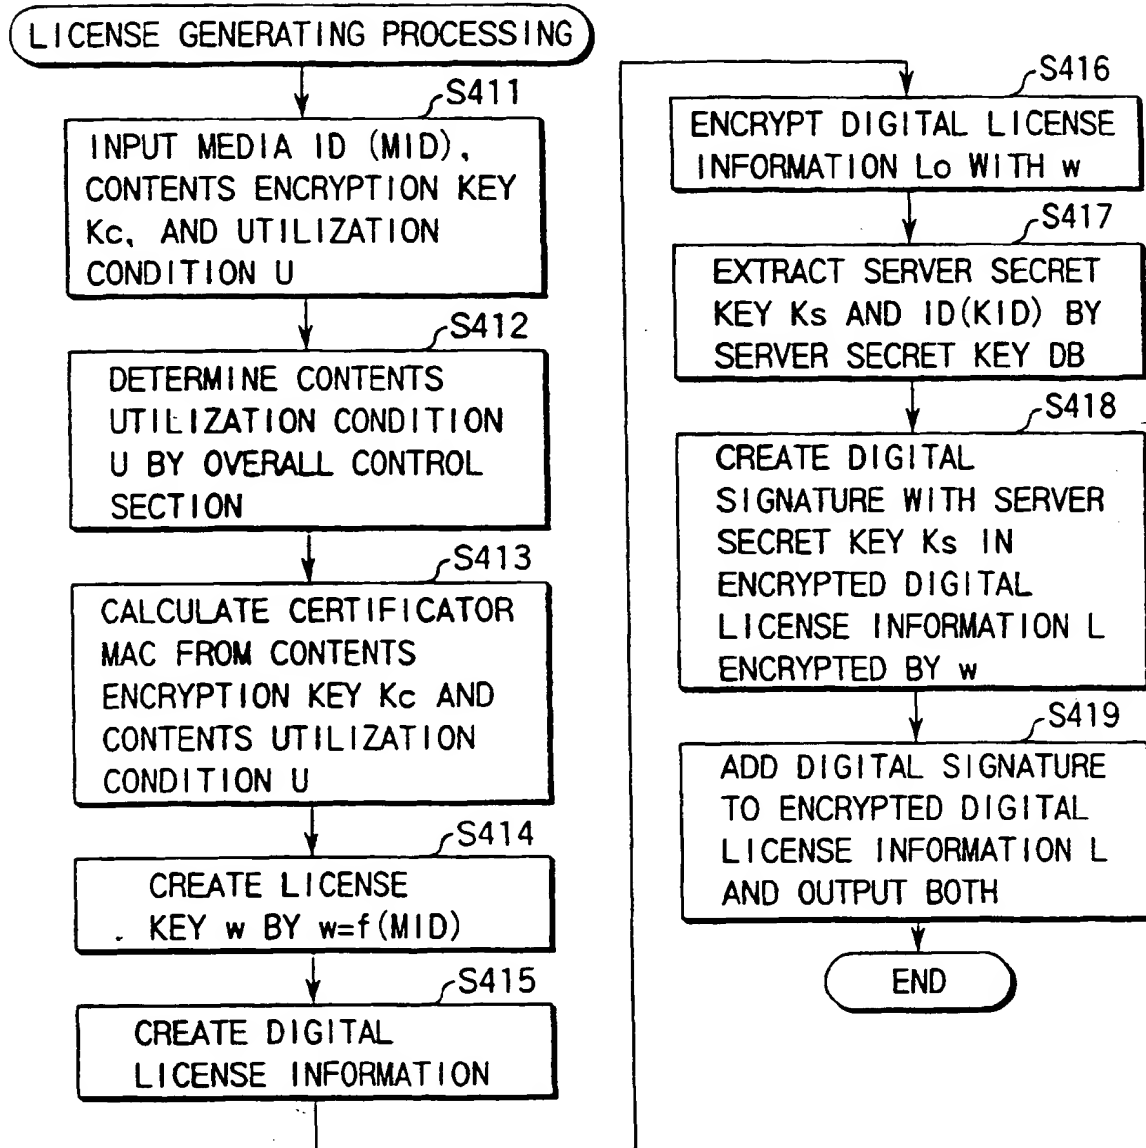 LICENSE GENERATING PROCESSING
S411
INPUT MEDIA ID (MID),
CONTENTS ENCRYPTION KEY
Kc, AND UTILIZATION
CONDITION U
S412
DETERMINE CONTENTS
UTILIZATION CONDITION
U BY OVERALL CONTROL
SECTION
S413
CALCULATE CERTIFICATOR
MAC FROM CONTENTS
ENCRYPTION KEY Kc AND
CONTENTS UTILIZATION
CONDITION U
S414
CREATE LICENSE
KEY w BY w=f(MID)
S415
CREATE DIGITAL
LICENSE INFORMATION
S416
ENCRYPT DIGITAL LICENSE
INFORMATION Lo WITH w
S417
EXTRACT SERVER SECRET
KEY Ks AND ID(KID) BY
SERVER SECRET KEY DB
S418
CREATE DIGITAL
SIGNATURE WITH SERVER
SECRET KEY Ks IN
ENCRYPTED DIGITAL
LICENSE INFORMATION L
ENCRYPTED BY w
S419
ADD DIGITAL SIGNATURE
TO ENCRYPTED DIGITAL
LICENSE INFORMATION L
AND OUTPUT BOTH
END